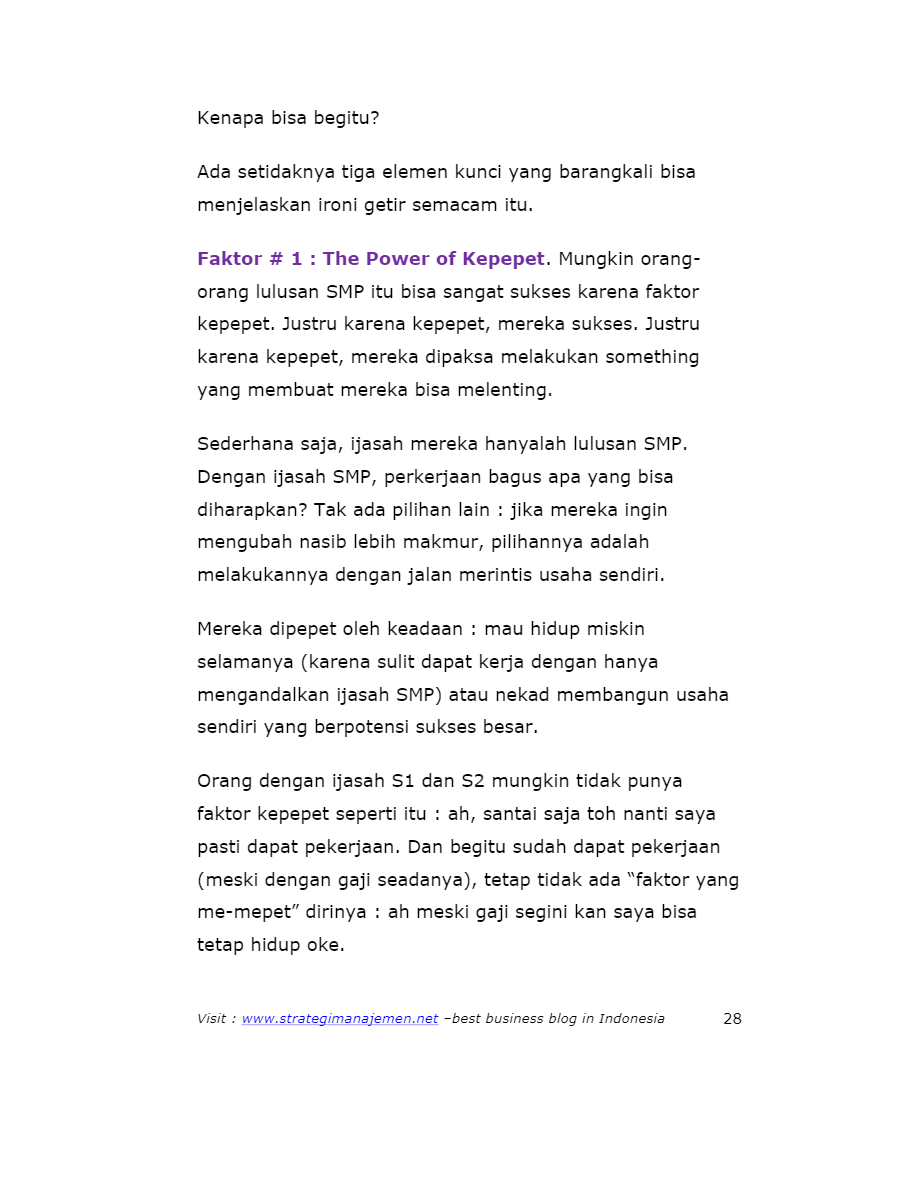 Kenapa bisa begitu?
Ada setidaknya tiga elemen kunci yang barangkali bisa
menjelaskan ironi getir semacam itu.
Faktor # 1 : The Power of Kepepet. Mungkin orang-
orang lulusan SMP itu bisa sangat sukses karena faktor
kepepet. Justru karena kepepet, mereka sukses. Justru
karena kepepet, mereka dipaksa melakukan something
yang membuat mereka bisa melenting.
Sederhana saja, ijasah mereka hanyalah lulusan SMP.
Dengan ijasah SMP, perkerjaan bagus apa yang bisa
diharapkan? Tak ada pilihan lain : jika mereka ingin
mengubah nasib lebih makmur, pilihannya adalah
melakukannya dengan jalan merintis usaha sendiri.
Mereka dipepet oleh keadaan : mau hidup miskin
selamanya (karena sulit dapat kerja dengan hanya
mengandalkan ijasah SMP) atau nekad membangun usaha
sendiri yang berpotensi sukses besar.
Orang dengan ijasah S1 dan S2 mungkin tidak punya
faktor kepepet seperti itu : ah, santai saja toh nanti saya
pasti dapat pekerjaan. Dan begitu sudah dapat pekerjaan
(meski dengan gaji seadanya), tetap tidak ada “faktor yang
me-mepet” dirinya : ah meski gaji segini kan saya bisa
tetap hidup oke.
Visit : www.strategimanajemen.net –best business blog in Indonesia 28